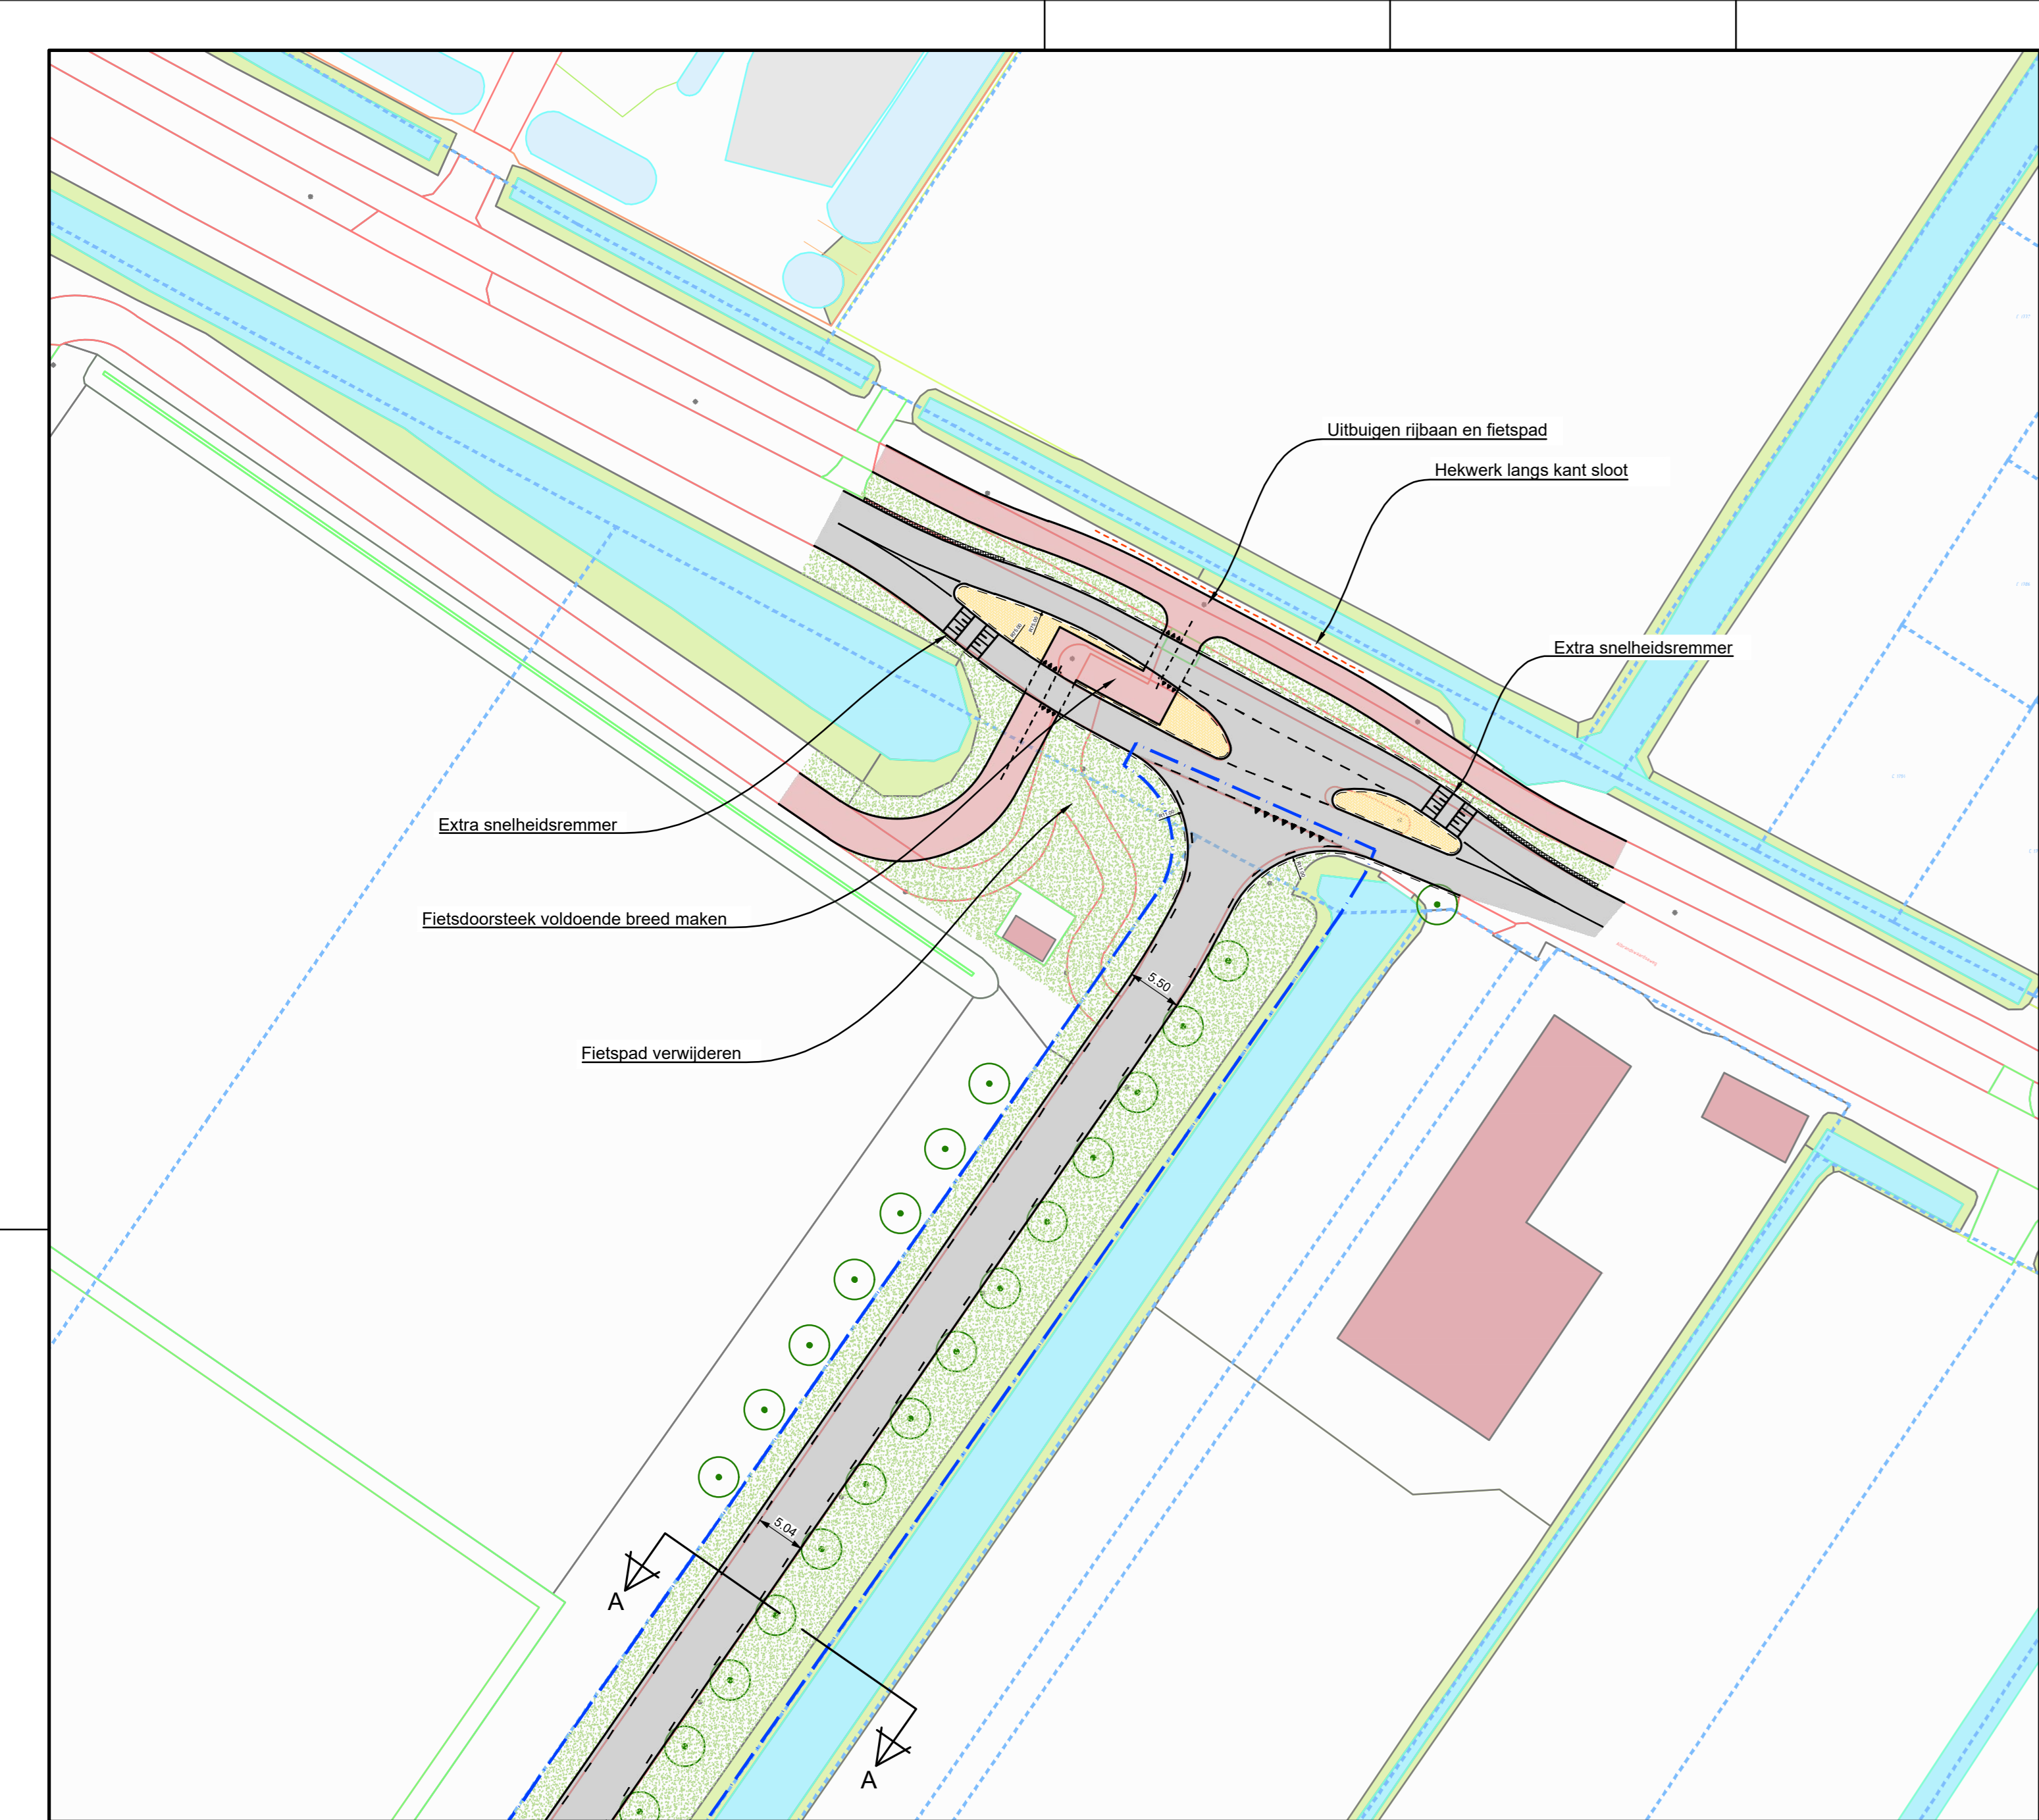 Uitbuigen rijbaan en fietspad
Hekwerk langs kant sloot
Extra snelheidsremmer
Extra snelheidsremmer
Fietsdoorsteek voldoende breed maken
5.50
Fietspad verwijderen
5.04
A
A